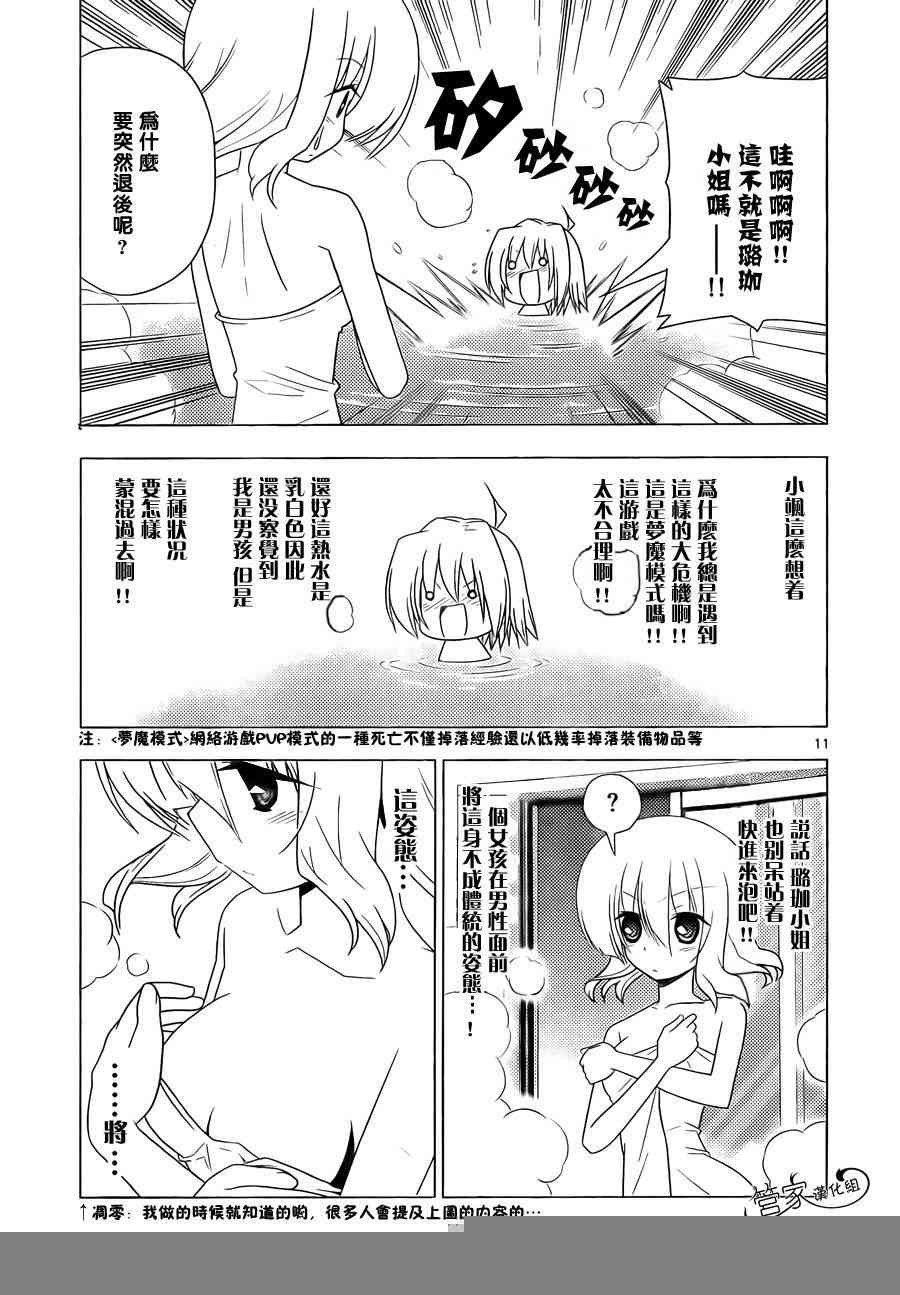 哇啊啊啊!!
這不就是璐珈
小姐嗎——!!
矽
砂
砂
砂
為什麼
要突然退後呢?
小颯這麼想着
爲什麼我總是遇到
這樣的大危機啊!!
這是夢魔模式嗎!!
這游戲
太不合理啊!!
還好這熱水是
乳白色因此
還没察覺到
我是男孩 但是
這種狀况
要怎樣
蒙混過去啊!!
注: <夢魔模式>網絡游戲PVP模式的一種死亡不僅掉落經驗還以低幾率掉落裝備物品等
11
説話 璐珈小姐
也别呆站着
快進來泡吧!!
?
一個女孩在男性面前
將這身不成體統的姿態…!
這姿態…
……將…
↑凋零: 我做的時候就知道的喲, 很多人會提及上圖的内容的…
管家漢化組